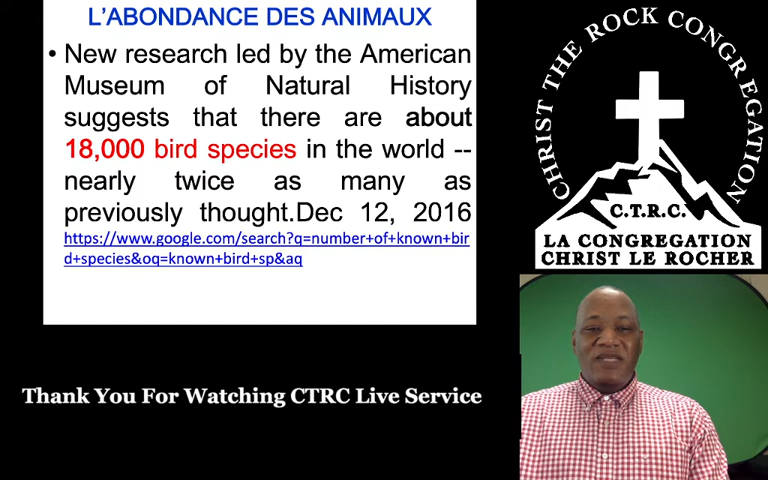 L'ABONDANCE DES ANIMAUX
• New research led by the American
Museum of Natural History
suggests that there are about
18,000 bird species in the world --
nearly twice as many as
previously thought.Dec 12, 2016
https://www.google.com/search?q=number+of+known+bir
d+species&oq=known+bird+sp&aq
CHRIST THE ROCK CONGREGATION
C.T.R.C.
LA CONGREGATION
CHRIST LE ROCHER
Thank You For Watching CTRC Live Service